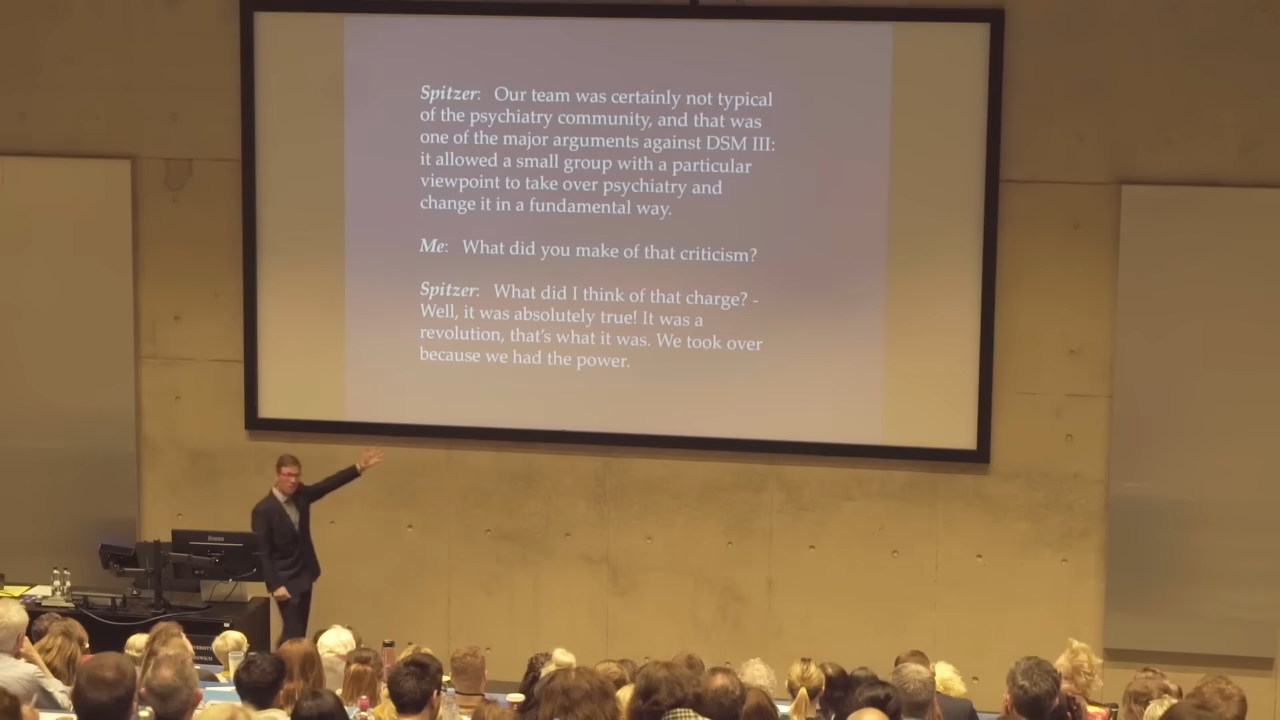 Spitzer: Our team was certainly not typical
of the psychiatry community, and that was
one of the major arguments against DSM III:
it allowed a small group with a particular
viewpoint to take over psychiatry and
change it in a fundamental way.
Me: What did you make of that criticism?
Spitzer: What did I think of that charge? -
Well, it was absolutely true! It was a
revolution, that's what it was. We took over
because we had the power.